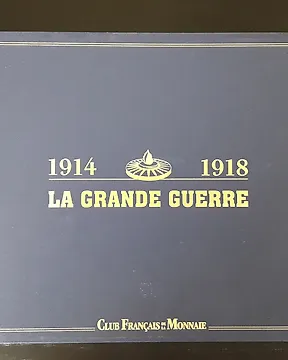 1914 1918
LA GRANDE GUERRE
CLUB FRANÇAIS DE LA MONNAIE